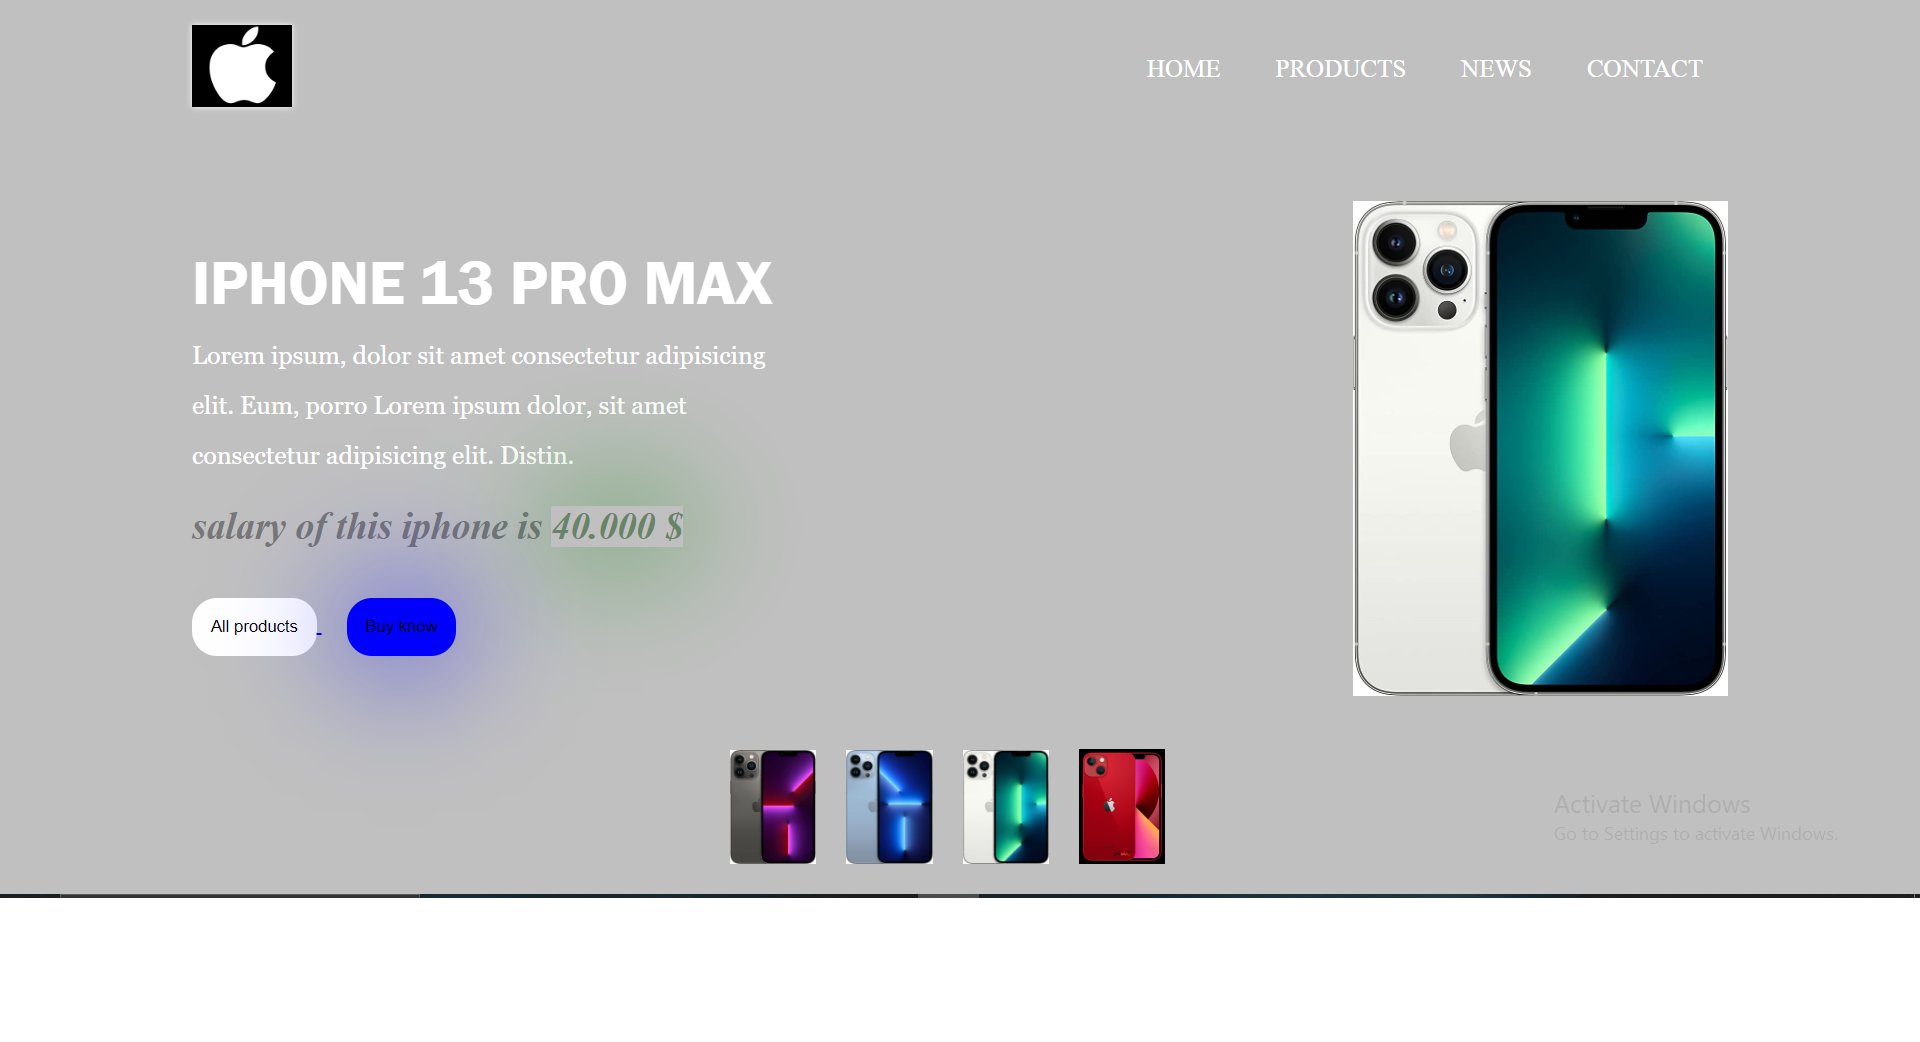 HOME PRODUCTS NEWS CONTACT
IPHONE 13 PRO MAX
Lorem ipsum, dolor sit amet consectetur adipisicing
elit. Eum, porro Lorem ipsum dolor, sit amet
consectetur adipisicing elit. Distin.
salary of this iphone is 40.000 $
All products
Buy know
Activate Windows
Go to Settings to activate Windows.